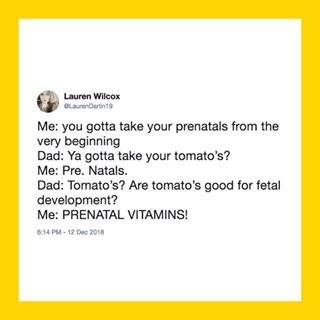 Lauren Wilcox
@LaurenDarlin19
Me: you gotta take your prenatals from the
very beginning
Dad: Ya gotta take your tomato's?
Me: Pre. Natals.
Dad: Tomato's? Are tomato's good for fetal
development?
Me: PRENATAL VITAMINS!
6:14 PM - 12 Dec 2018